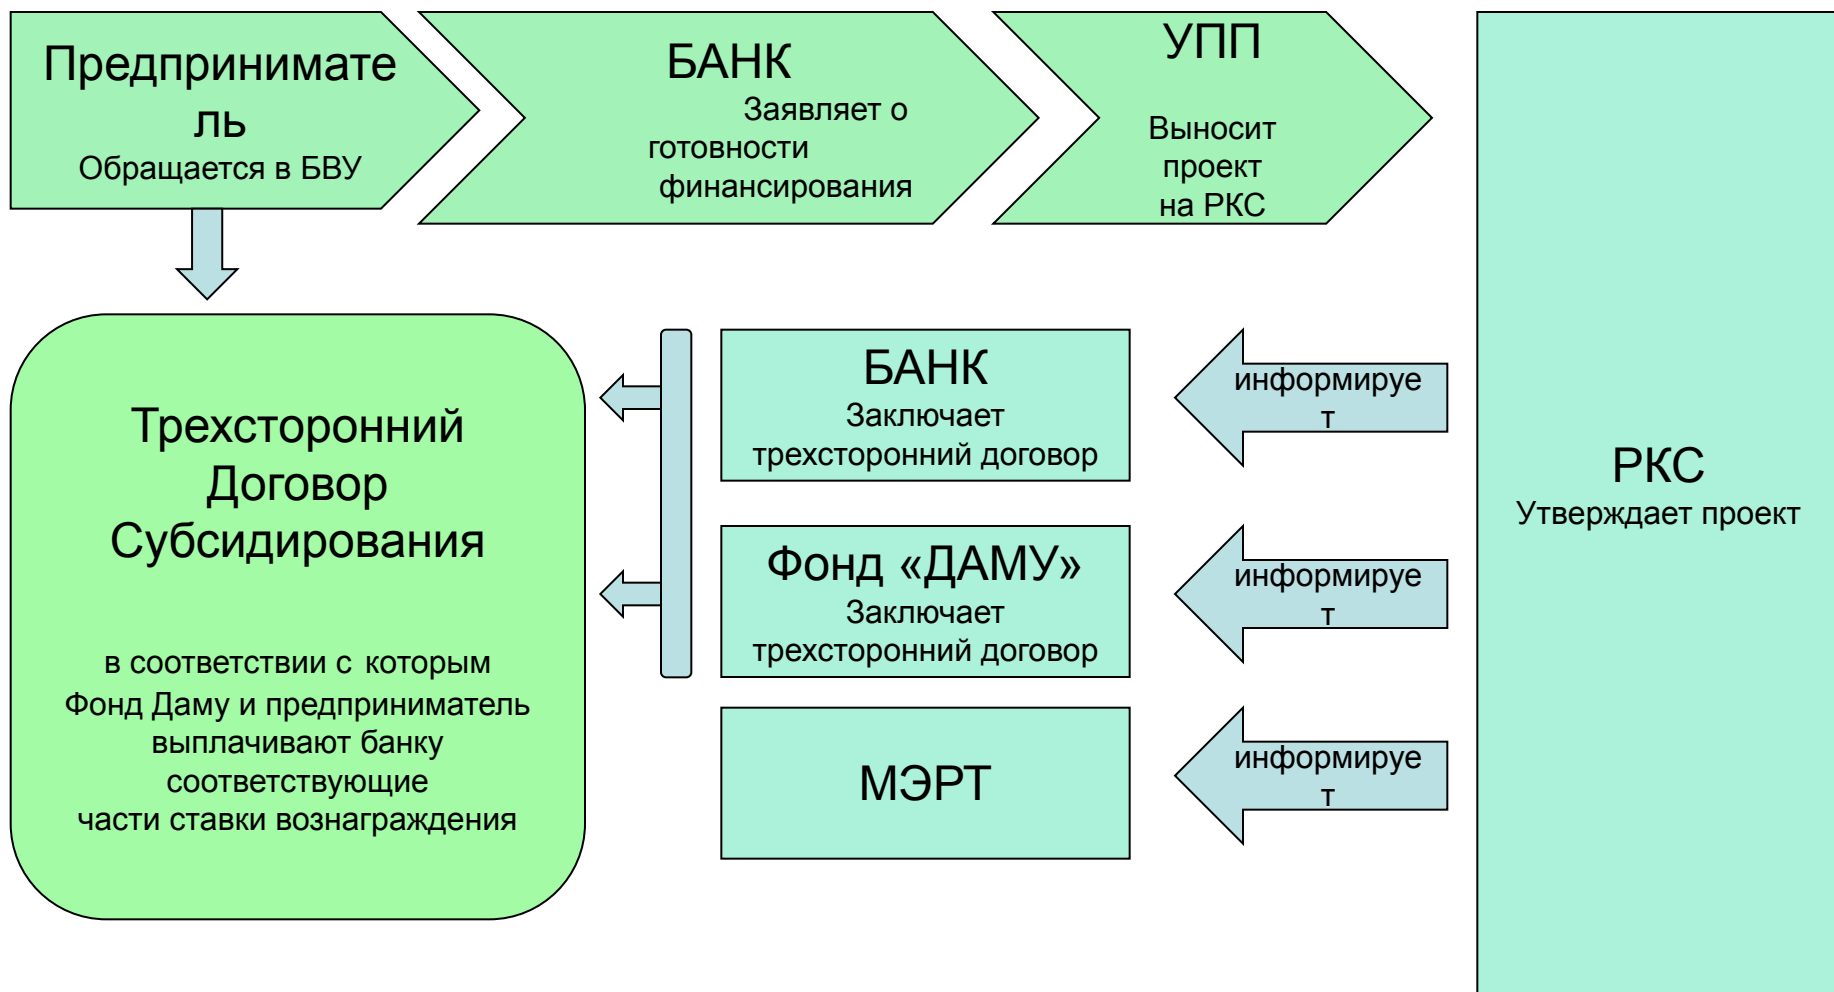 Предпринимате
ль
Обращается в БВУ
БАНК
Заявляет о
готовности
финансирования
УПП
Выносит
проект
на РКС
РКС
Утверждает проект
информируе
т
информируе
т
информируе
т
БАНК
Заключает
трехсторонний договор
Фонд «ДАМУ»
Заключает
трехсторонний договор
МЭРТ
Трехсторонний
Договор
Субсидирования
в соответствии с которым
Фонд Даму и предприниматель
выплачивают банку
соответствующие
части ставки вознаграждения